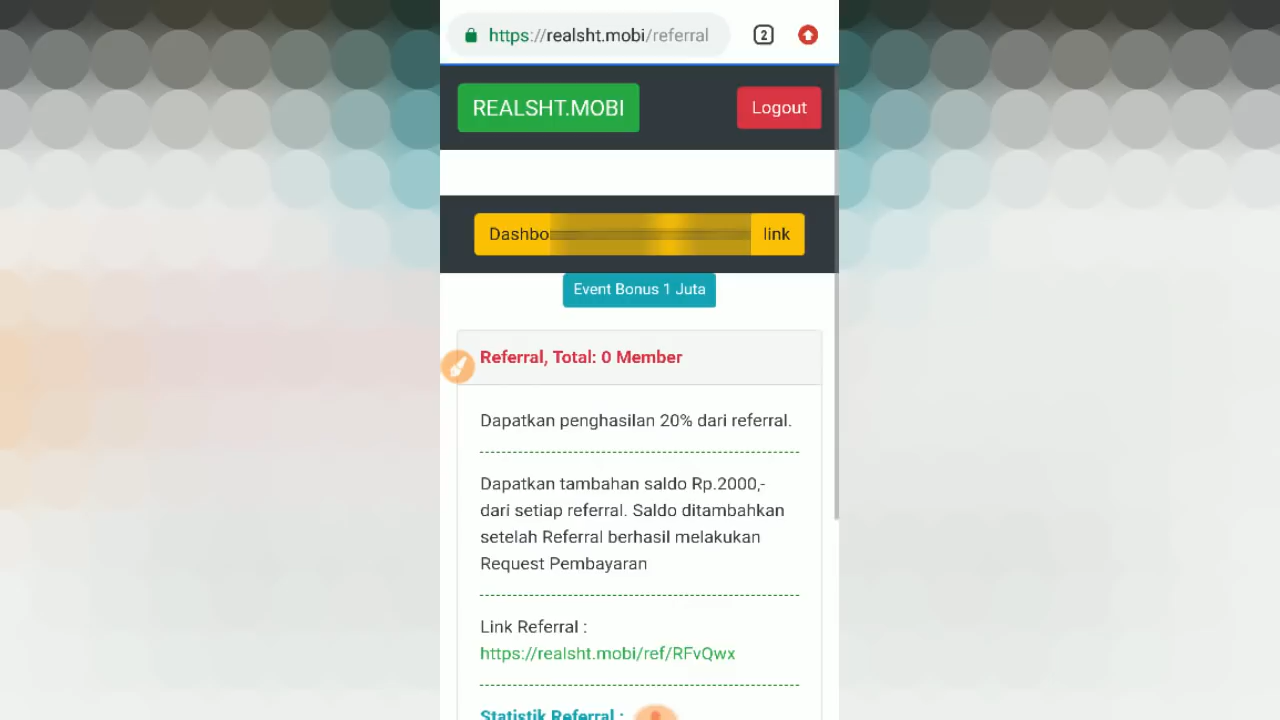 https://realsht.mobi/referral
2
REALSHT.MOBI
Logout
Dashbo link
Event Bonus 1 Juta
Referral, Total: 0 Member
Dapatkan penghasilan 20% dari referral.
Dapatkan tambahan saldo Rp.2000,-
dari setiap referral. Saldo ditambahkan
setelah Referral berhasil melakukan
Request Pembayaran
Link Referral :
https://realsht.mobi/ref/RFvQwx
Statistik Referral :